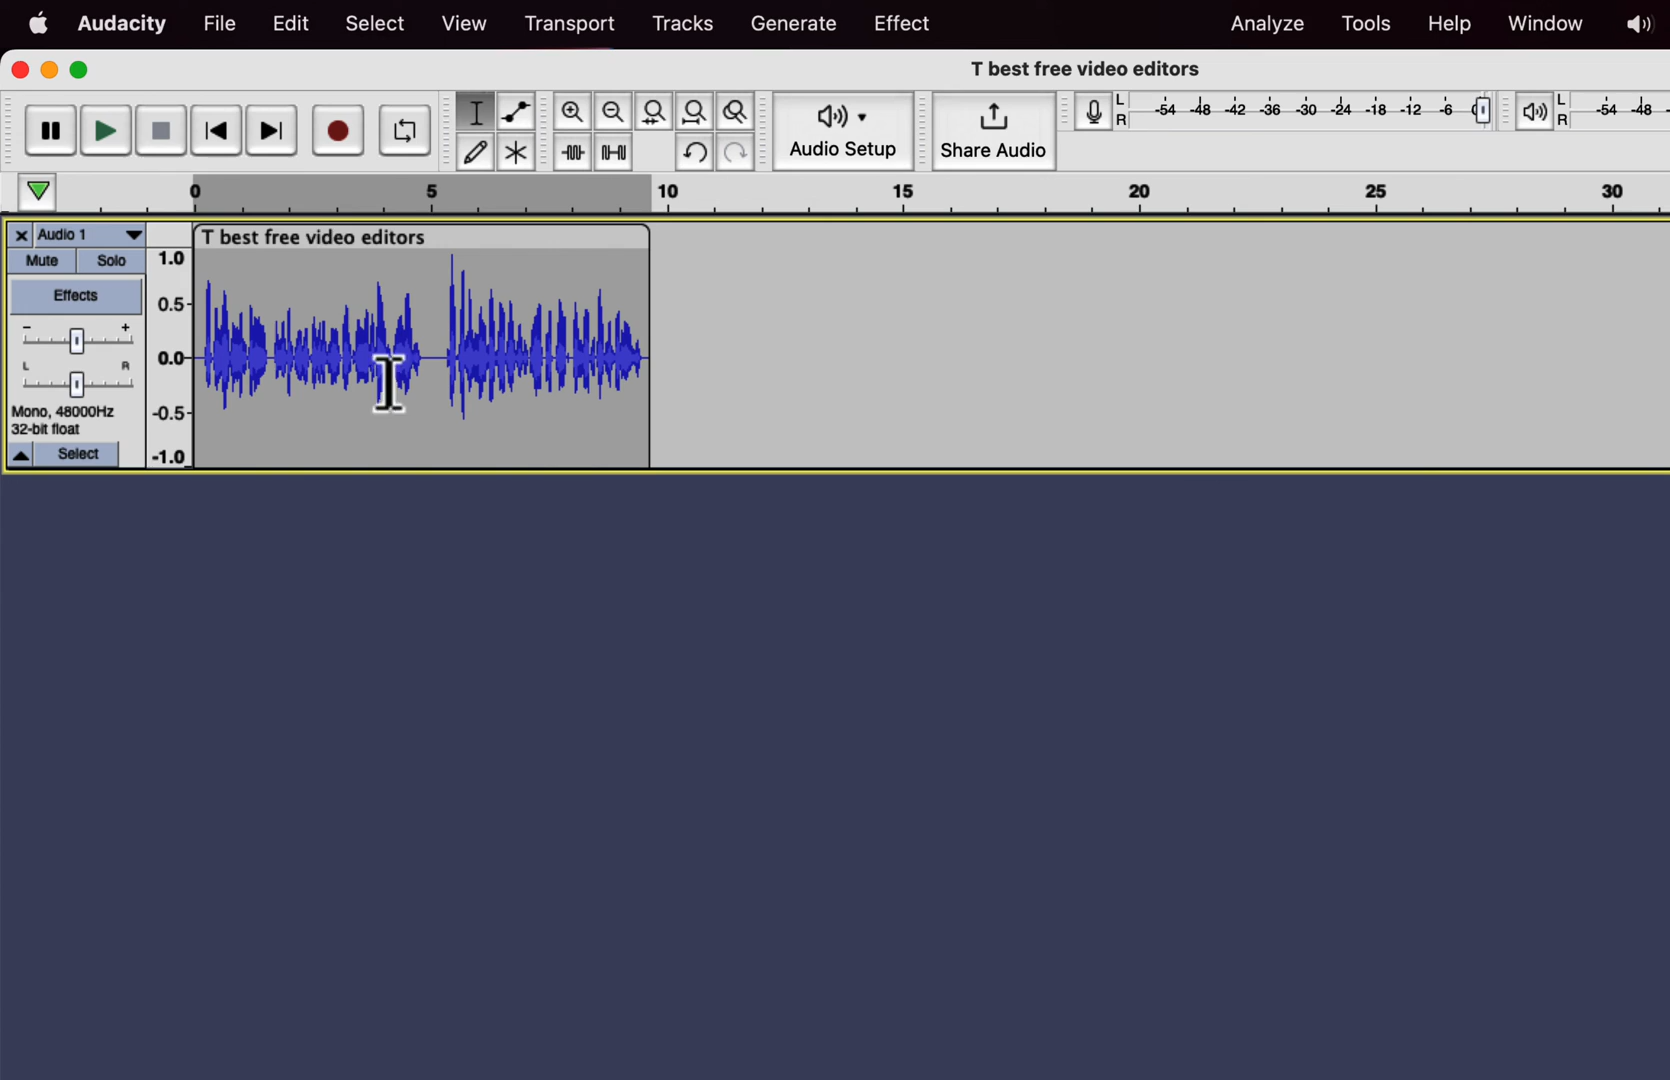 Audacity File Edit Select View Transport Tracks Generate Effect Analyze Tools Help Window
T best free video editors
Audio Setup
Share Audio
L
R
-54 -48 -42 -36 -30 -24 -18 -12 -6 0
L
R
-54 -48
0 5 10 15 20 25 30
Audio 1
Mute Solo
Effects
- +
L R
Mono, 48000Hz
32-bit float
Select
1.0
0.5
0.0
-0.5
-1.0
T best free video editors